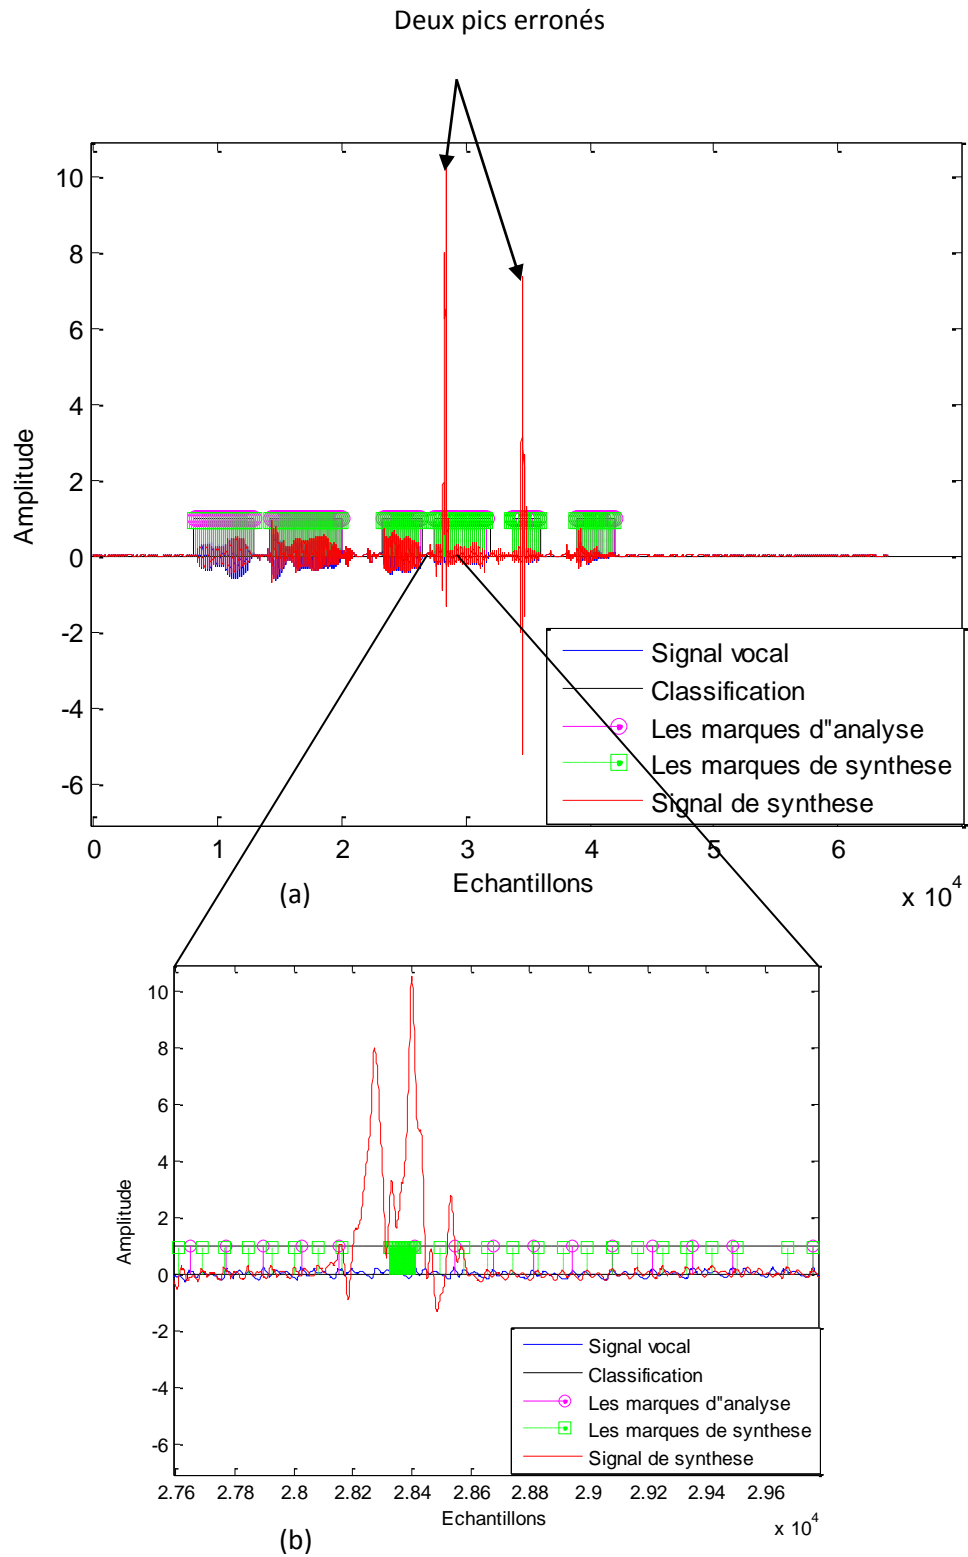 Deux pics erronés
10
8
6
4
2
0
-2
-4
-6
Amplitude
Signal vocal
Classification
Les marques d"analyse
Les marques de synthese
Signal de synthese
0 1 2 3 4 5 6
Echantillons
x 10^4
(a)
10
8
6
4
2
0
-2
-4
-6
Amplitude
Signal vocal
Classification
Les marques d"analyse
Les marques de synthese
Signal de synthese
2.76 2.78 2.8 2.82 2.84 2.86 2.88 2.9 2.92 2.94 2.96
Echantillons
x 10^4
(b)